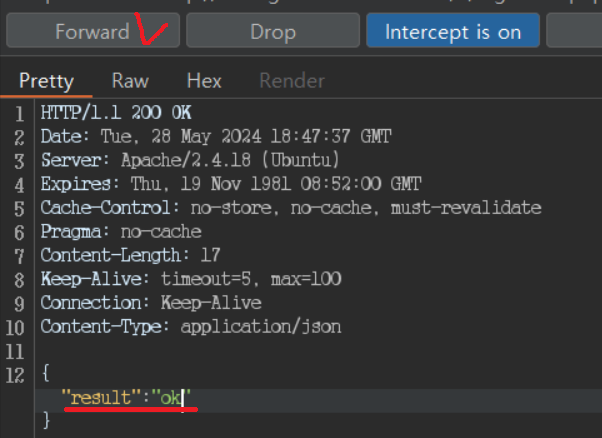 Forward Drop Intercept is on
Pretty Raw Hex Render
1 HTTP/1.1 200 OK
2 Date: Tue, 28 May 2024 18:47:37 GMT
3 Server: Apache/2.4.18 (Ubuntu)
4 Expires: Thu, 19 Nov 1981 08:52:00 GMT
5 Cache-Control: no-store, no-cache, must-revalidate
6 Pragma: no-cache
7 Content-Length: 17
8 Keep-Alive: timeout=5, max=100
9 Connection: Keep-Alive
10 Content-Type: application/json
11
12 {
"result":"ok"
}